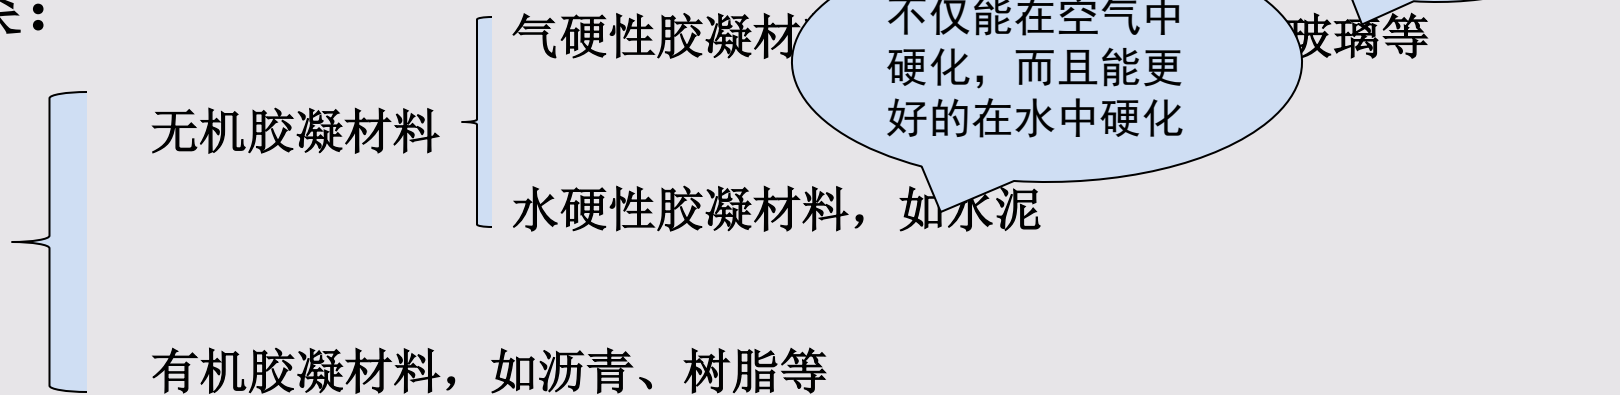 类：
气硬性胶凝材
玻璃等
不仅能在空气中
硬化，而且能更
好的在水中硬化
无机胶凝材料
水硬性胶凝材料，如水泥
有机胶凝材料，如沥青、树脂等